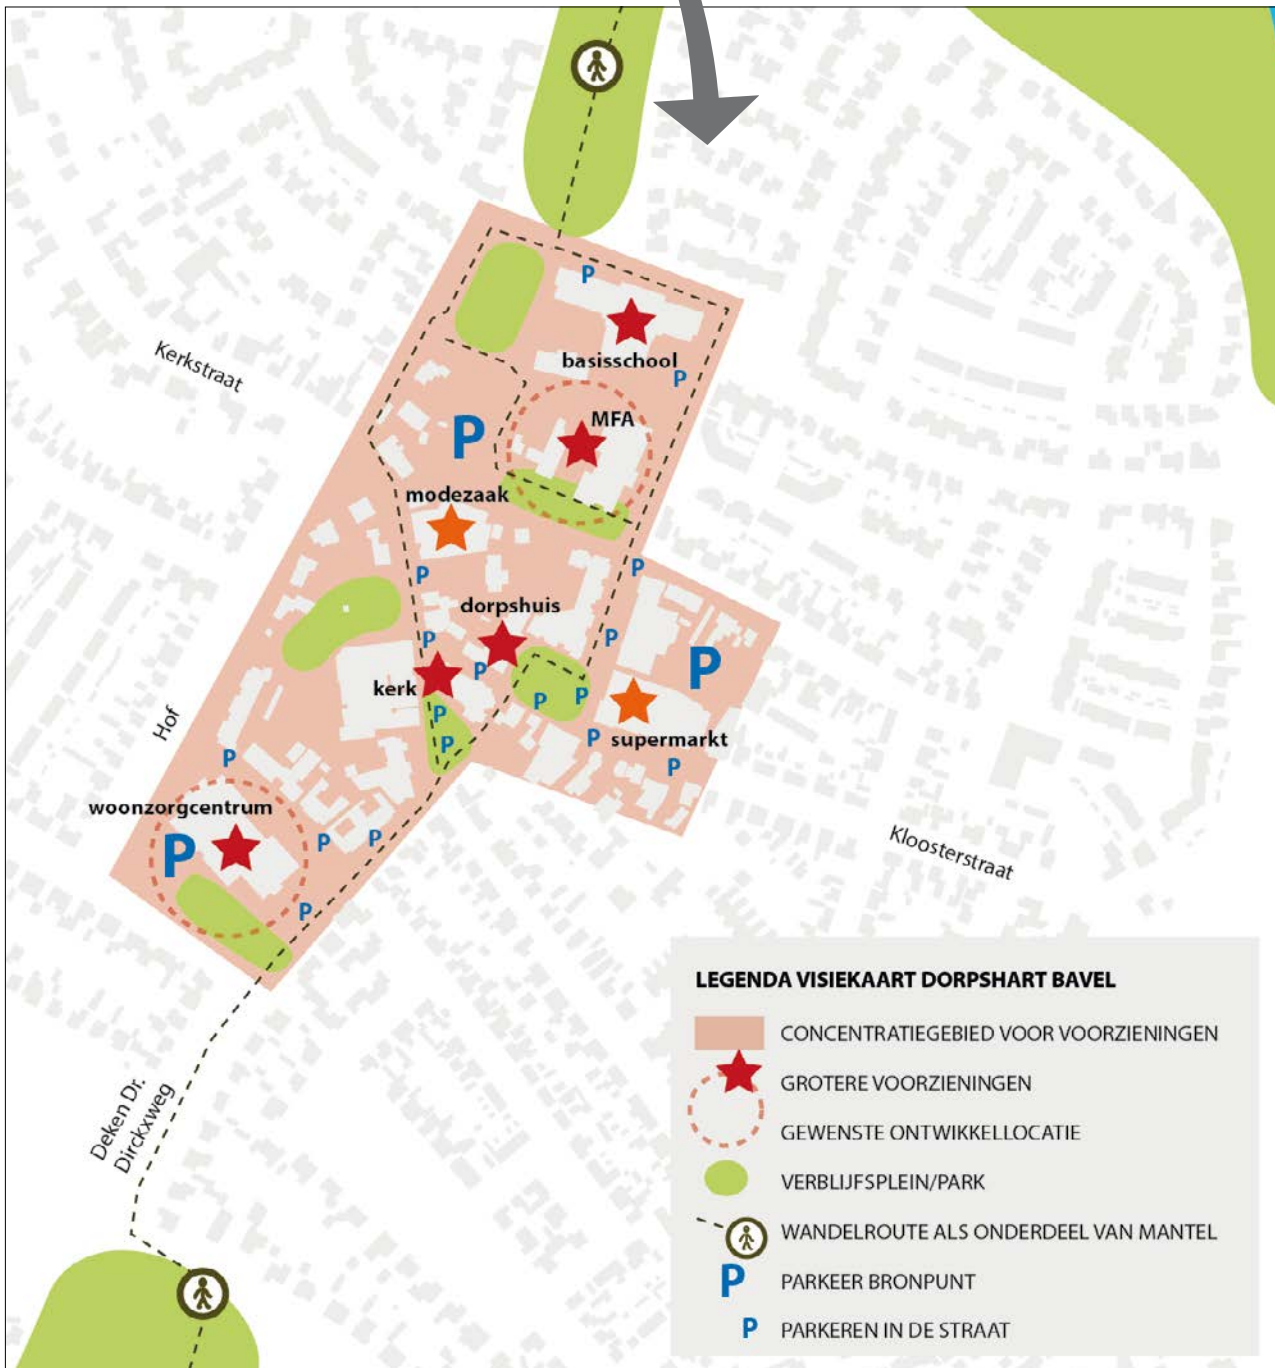 P
basisschool
P
Kerkstraat
MFA
P
modezaak
P
P
dorpshuis
P
P
P
P
kerk
P
P
P
P
P
supermarkt
P
Hof
P
P
woonzorgcentrum
P
P
P
P
Kloosterstraat
Deken Dr.
Dirckxweg
LEGENDA VISIEKAART DORPSHART BAVEL
CONCENTRATIEGEBIED VOOR VOORZIENINGEN
GROTERE VOORZIENINGEN
GEWENSTE ONTWIKKELLOCATIE
VERBLIJFSPLEIN/PARK
WANDELROUTE ALS ONDERDEEL VAN MANTEL
P PARKEER BRONPUNT
P PARKEREN IN DE STRAAT